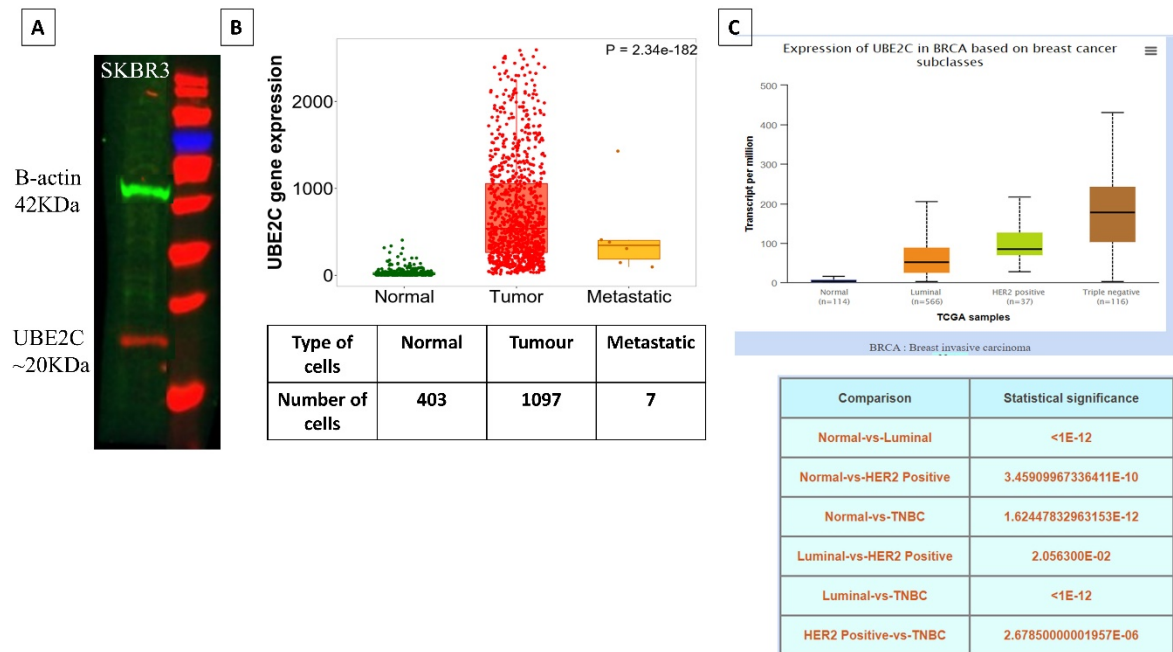 A
SKBR3
B-actin
42KDa
UBE2C
~20KDa
B
P = 2.34e-182
UBE2C gene expression
2000
1000
0
Normal Tumor Metastatic
Type of cells Normal Tumour Metastatic
Number of cells 403 1097 7
C
Expression of UBE2C in BRCA based on breast cancer
subclasses
Transcript per million
500
400
300
200
100
0
Normal Luminal HER2 positive Triple negative
(n=114) (n=566) (n=37) (n=116)
TCGA samples
BRCA : Breast invasive carcinoma
Comparison Statistical significance
Normal-vs-Luminal <1E-12
Normal-vs-HER2 Positive 3.45909967336411E-10
Normal-vs-TNBC 1.62447832963153E-12
Luminal-vs-HER2 Positive 2.056300E-02
Luminal-vs-TNBC <1E-12
HER2 Positive-vs-TNBC 2.67850000001957E-06